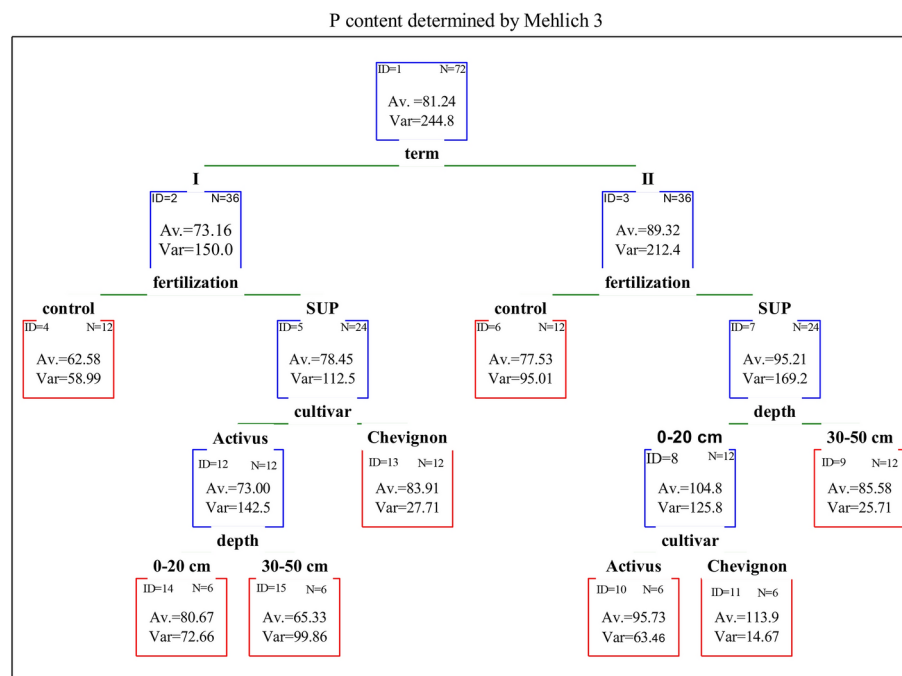 P content determined by Mehlich 3
ID=1 N=72
Av. =81.24
Var=244.8
term
I II
ID=2 N=36 ID=3 N=36
Av.=73.16 Av.=89.32
Var=150.0 Var=212.4
fertilization fertilization
control SUP control SUP
ID=4 N=12 ID=5 N=24 ID=6 N=12 ID=7 N=24
Av.=62.58 Av.=78.45 Av.=77.53 Av.=95.21
Var=58.99 Var=112.5 Var=95.01 Var=169.2
cultivar depth
Activus Chevignon 0-20 cm 30-50 cm
ID=12 N=12 ID=13 N=12 ID=8 N=12 ID=9 N=12
Av.=73.00 Av.=83.91 Av.=104.8 Av.=85.58
Var=142.5 Var=27.71 Var=125.8 Var=25.71
depth cultivar
0-20 cm 30-50 cm Activus Chevignon
ID=14 N=6 ID=15 N=6 ID=10 N=6 ID=11 N=6
Av.=80.67 Av.=65.33 Av.=95.73 Av.=113.9
Var=72.66 Var=99.86 Var=63.46 Var=14.67